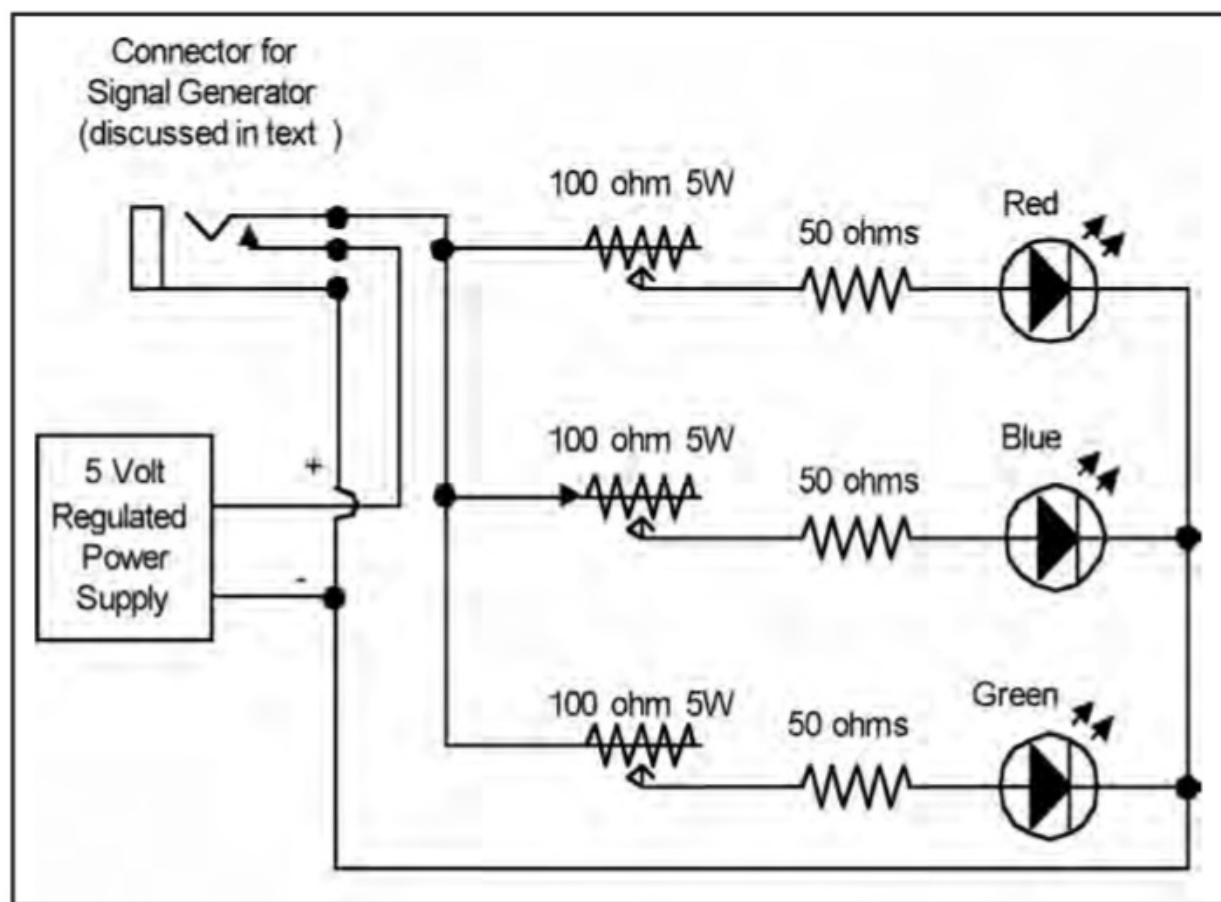 Connector for
Signal Generator
(discussed in text )
100 ohm 5W
50 ohms
Red
100 ohm 5W
50 ohms
Blue
5 Volt
Regulated
Power
Supply
+
-
100 ohm 5W
50 ohms
Green